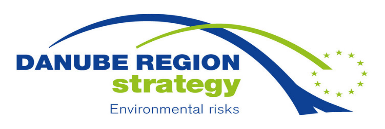 DANUBE REGION
strategy
Environmental risks